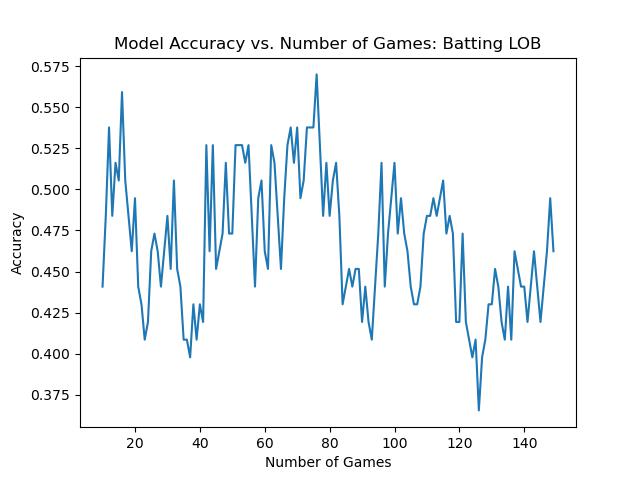 Model Accuracy vs. Number of Games: Batting LOB
0.575
0.550
0.525
0.500
0.475
0.450
0.425
0.400
0.375
Accuracy
20 40 60 80 100 120 140
Number of Games